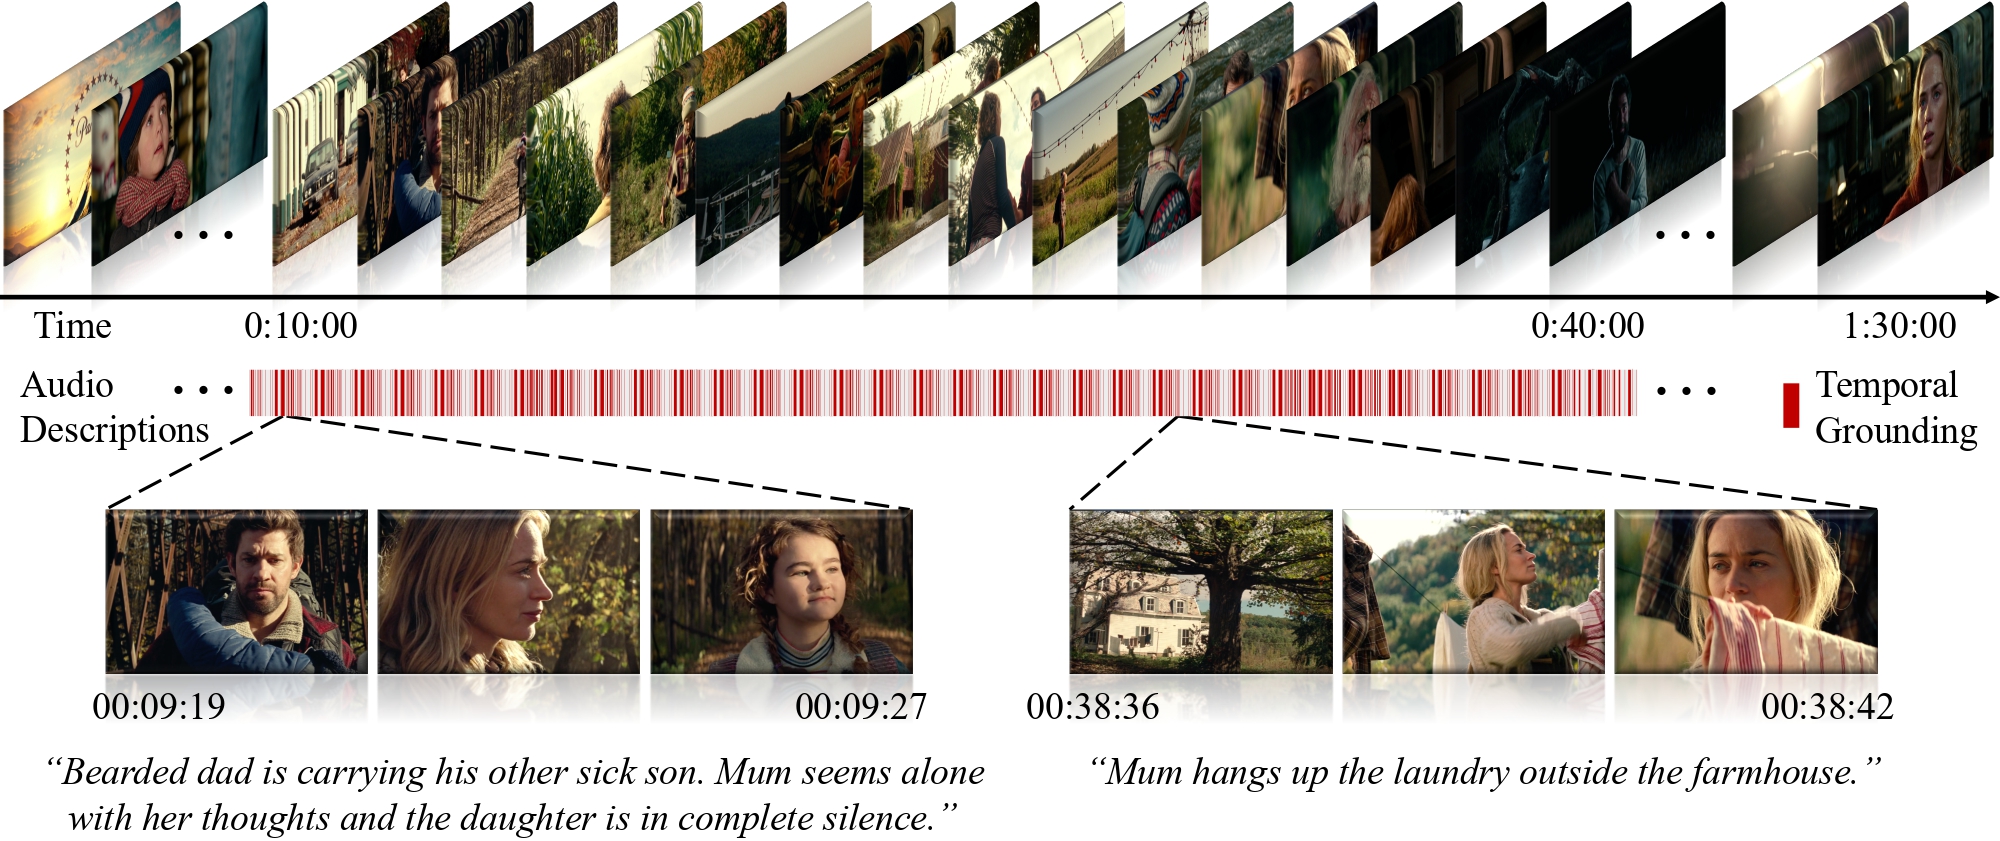 Time
0:10:00
0:40:00
1:30:00
Audio
Descriptions
Temporal
Grounding
00:09:19
00:09:27
00:38:36
00:38:42
“Bearded dad is carrying his other sick son. Mum seems alone
with her thoughts and the daughter is in complete silence.”
“Mum hangs up the laundry outside the farmhouse.”